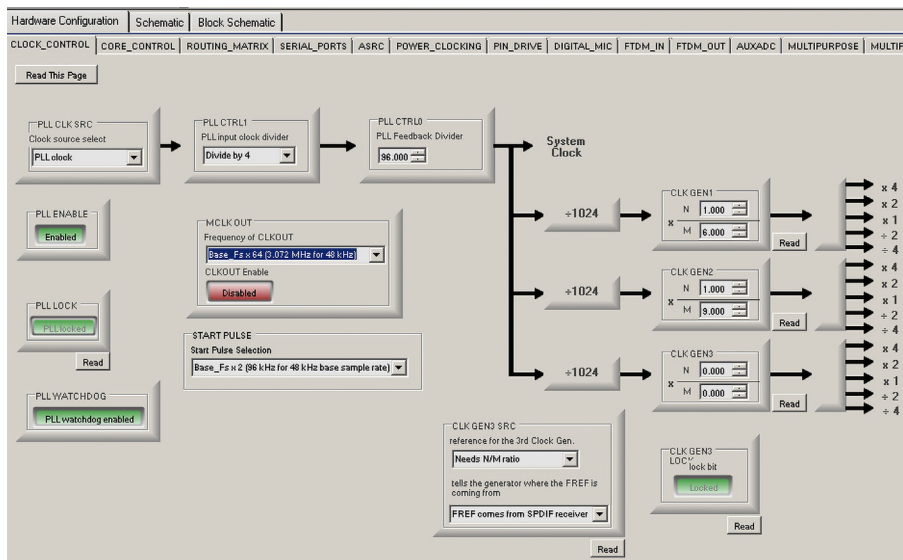 Hardware Configuration Schematic Block Schematic
CLOCK_CONTROL CORE_CONTROL ROUTING_MATRIX SERIAL_PORTS ASRC POWER_CLOCKING PIN_DRIVE DIGITAL_MIC FTDM_IN FTDM_OUT AUXADC MULTIPURPOSE MULTIP
Read This Page
PLL CLK SRC
Clock source select
PLL clock
PLL CTRL1
PLL input clock divider
Divide by 4
PLL CTRL0
PLL Feedback Divider
96.000
System
Clock
PLL ENABLE
Enabled
MCLK OUT
Frequency of CLKOUT
Base_Fs x 64 (3.072 MHz for 48 kHz)
CLKOUT Enable
Disabled
÷1024
CLK GEN1
N 1.000
x
M 6.000
Read
x 4
x 2
x 1
÷ 2
÷ 4
÷1024
CLK GEN2
N 1.000
x
M 9.000
Read
x 4
x 2
x 1
÷ 2
÷ 4
PLL LOCK
PLL locked
Read
START PULSE
Start Pulse Selection
Base_Fs x 2 (96 kHz for 48 kHz base sample rate)
÷1024
CLK GEN3
N 0.000
x
M 0.000
Read
x 4
x 2
x 1
÷ 2
÷ 4
PLL WATCHDOG
PLL watchdog enabled
CLK GEN3 SRC
reference for the 3rd Clock Gen.
Needs N/M ratio
tells the generator where the FREF is
coming from
FREF comes from SPDIF receiver
Read
CLK GEN3
LOCK
lock bit
Locked
Read